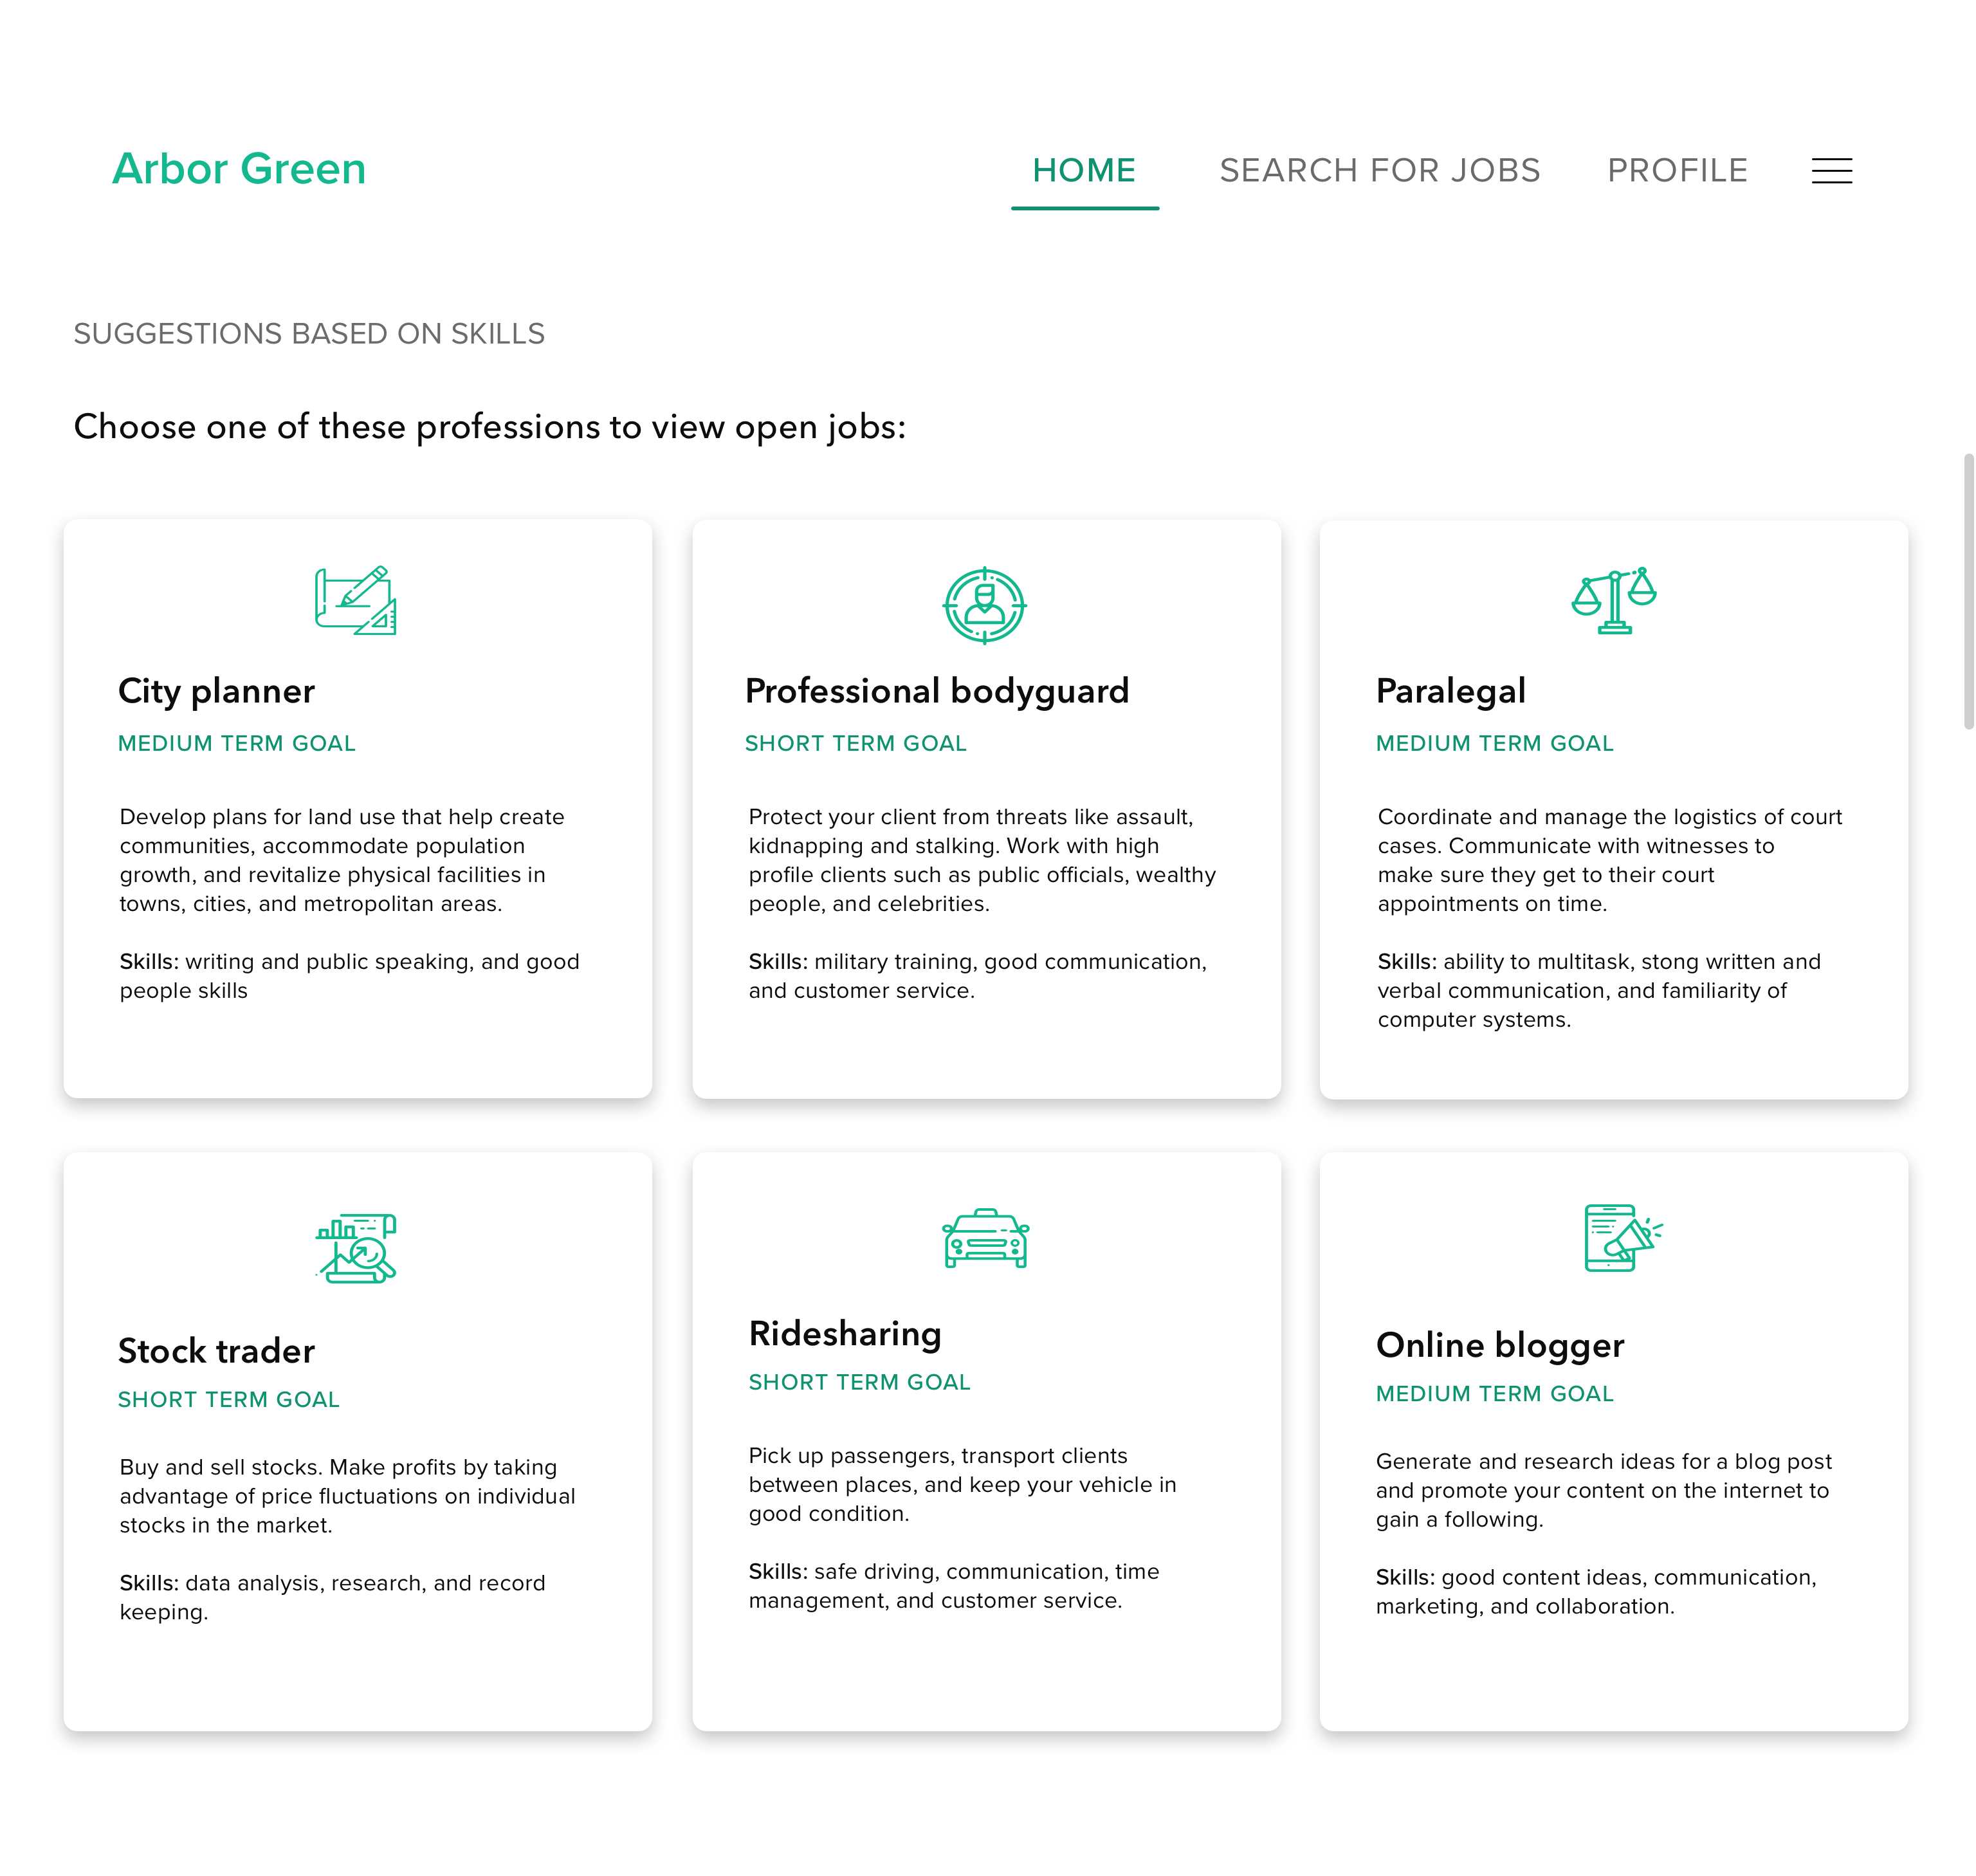 Arbor Green
HOME
SEARCH FOR JOBS
PROFILE
SUGGESTIONS BASED ON SKILLS
Choose one of these professions to view open jobs:
City planner
MEDIUM TERM GOAL
Develop plans for land use that help create
communities, accommodate population
growth, and revitalize physical facilities in
towns, cities, and metropolitan areas.
Skills: writing and public speaking, and good
people skills
Professional bodyguard
SHORT TERM GOAL
Protect your client from threats like assault,
kidnapping and stalking. Work with high
profile clients such as public officials, wealthy
people, and celebrities.
Skills: military training, good communication,
and customer service.
Paralegal
MEDIUM TERM GOAL
Coordinate and manage the logistics of court
cases. Communicate with witnesses to
make sure they get to their court
appointments on time.
Skills: ability to multitask, stong written and
verbal communication, and familiarity of
computer systems.
Stock trader
SHORT TERM GOAL
Buy and sell stocks. Make profits by taking
advantage of price fluctuations on individual
stocks in the market.
Skills: data analysis, research, and record
keeping.
Ridesharing
SHORT TERM GOAL
Pick up passengers, transport clients
between places, and keep your vehicle in
good condition.
Skills: safe driving, communication, time
management, and customer service.
Online blogger
MEDIUM TERM GOAL
Generate and research ideas for a blog post
and promote your content on the internet to
gain a following.
Skills: good content ideas, communication,
marketing, and collaboration.